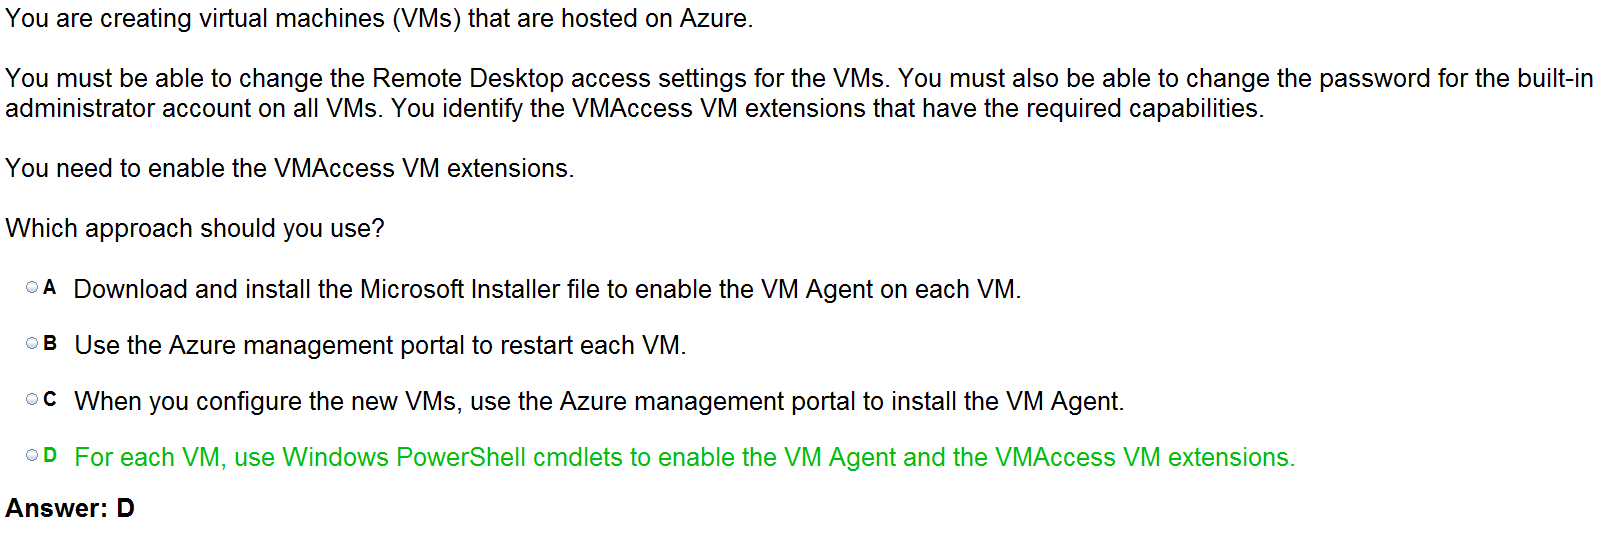 You are creating virtual machines (VMs) that are hosted on Azure.
You must be able to change the Remote Desktop access settings for the VMs. You must also be able to change the password for the built-in
administrator account on all VMs. You identify the VMAccess VM extensions that have the required capabilities.
You need to enable the VMAccess VM extensions.
Which approach should you use?
A Download and install the Microsoft Installer file to enable the VM Agent on each VM.
B Use the Azure management portal to restart each VM.
C When you configure the new VMs, use the Azure management portal to install the VM Agent.
D For each VM, use Windows PowerShell cmdlets to enable the VM Agent and the VMAccess VM extensions.
Answer: D